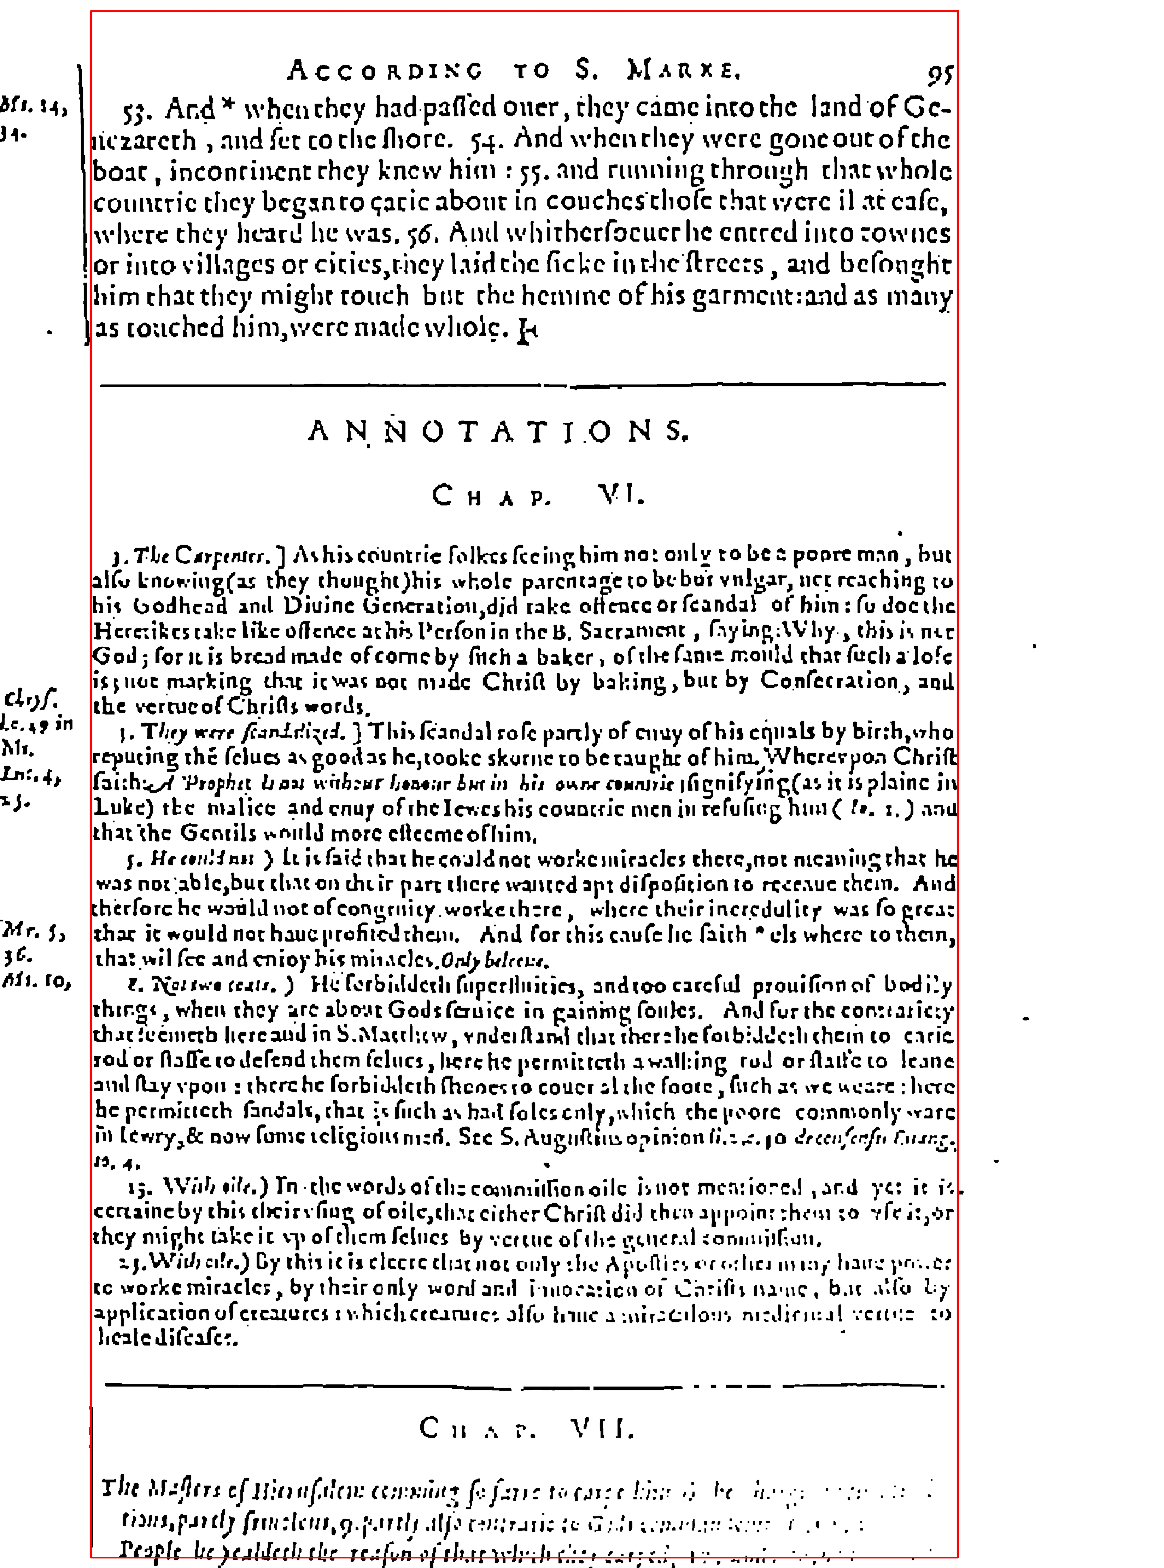 ACCORDING TO S. MARKE. 95
Mt. 14,
34.
53. And * when they had paſſed ouer, they came into the land of Ge-
nezareth , and ſet to the ſhore. 54. And when they were gone out of the
boat , incontinent they knew him : 55. and running through that whole
countrie they began to carie about in couches thoſe that were il at eaſe,
where they heard he was. 56. And whitherſoeuer he entred into townes
or into villages or cities, they laid the ſicke in the ſtreets , and beſought
him that they might touch but the hemme of his garment: and as many
as touched him, were made whole.
ANNOTATIONS.
CHAP. VI.
3. The Carpenter. ] As his countrie folkes ſeeing him not only to be a poore man , but
alſo knowing (as they thought) his whole parentage to be but vulgar, not reaching to
his Godhead and Diuine Generation, did take offence or ſcandal of him : ſo doe the
Heretikes take like offence at his Perſon in the B. Sacrament , ſaying: Why , this is not
God ; for it is bread made of corne by ſuch a baker , of the ſame mould that ſuch a lofe
is; not marking that it was not made Chriſt by baking, but by Conſecration , and
the vertue of Chriſts words.
Chryſ.
in
Mt.
Luc. 4,
23.
3. They were ſcandalized. ] This ſcandal roſe partly of enuy of his equals by birth, who
reputing thē ſelues as good as he, tooke skorne to be taught of him. Wherevpon Chriſt
ſaith: A Prophet is not without honour but in his owne countrie: ſignifying (as it is plaine in
Luke) the malice and enuy of the Iewes his countrie men in refuſing him ( Io. 1. ) and
that the Gentils would more eſteeme of him.
5. He could not ) It is ſaid that he could not worke miracles there, not meaning that he
was not able, but that on their part there wanted apt diſpoſition to receaue them. And
therfore he would not of congruity worke there , where their incredulity was ſo great
that it would not haue profited them. And for this cauſe he ſaith * els where to them,
that wil ſee and enioy his miracles, Only beleeue.
Mr. 5,
36.
Mt. 10,
8. Not two coats. ) He forbiddeth ſuperfluities, and too careful prouiſion of bodily
things , when they are about Gods ſeruice in gaining ſoules. And for the contrariety
that ſeemeth here and in S. Matthew, vnderſtand that there he forbiddeth them to carie
rod or ſtaffe to defend them ſelues , here he permitteth a walking rod or ſtaffe to leane
and ſtay vpon : there he forbiddeth ſhoes to couer al the foote , ſuch as we weare : here
he permitteth ſandals, that is ſuch as had ſoles only, which the poore commonly ware
in Iewry, & now ſome religious men. See S. Auguſtins opinion li. 2. c. 30 de conſenſu Euang.
to. 4.
13. With oile. ) In the words of the commiſſion oile is not mentioned , and yet it is
certaine by this their vſing of oile, that either Chriſt did then appoint them to vſe it, or
they might take it vp of them ſelues by vertue of the general commiſſion.
13. With oile.) By this it is cleere that not only the Apoſtles or other may haue power
to worke miracles , by their only word and inuocation of Chriſts name , but alſo by
application of creatures : which creatures alſo haue a miraculous medicinal vertue to
heale diſeaſes.
CHAP. VII.
The Maſters of Hieruſalem comming ſo farre to carpe him
tions, partly friuolous, 9. partly alſo contrarie to Gods
People he yealdeth the reaſon of that which they carped,